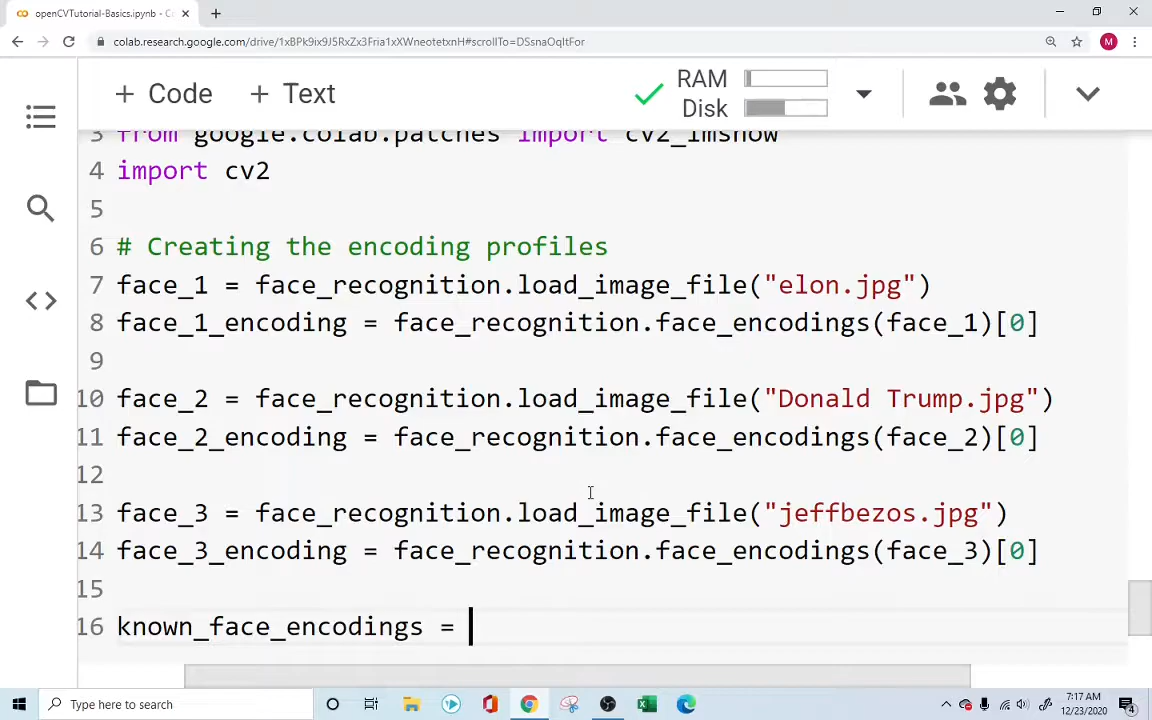 openCVTutorial-Basics.ipynb - C
colab.research.google.com/drive/1xBPk9ix9J5RxZx3Fria1xXWneotetxnH#scrollTo=DSsnaOqltFor
M
+ Code + Text
RAM
Disk
3 from google.colab.patches import cv2_imshow
4 import cv2
5
6 # Creating the encoding profiles
7 face_1 = face_recognition.load_image_file("elon.jpg")
8 face_1_encoding = face_recognition.face_encodings(face_1)[0]
9
10 face_2 = face_recognition.load_image_file("Donald Trump.jpg")
11 face_2_encoding = face_recognition.face_encodings(face_2)[0]
12
13 face_3 = face_recognition.load_image_file("jeffbezos.jpg")
14 face_3_encoding = face_recognition.face_encodings(face_3)[0]
15
16 known_face_encodings =
Type here to search
7:17 AM
12/23/2020
4